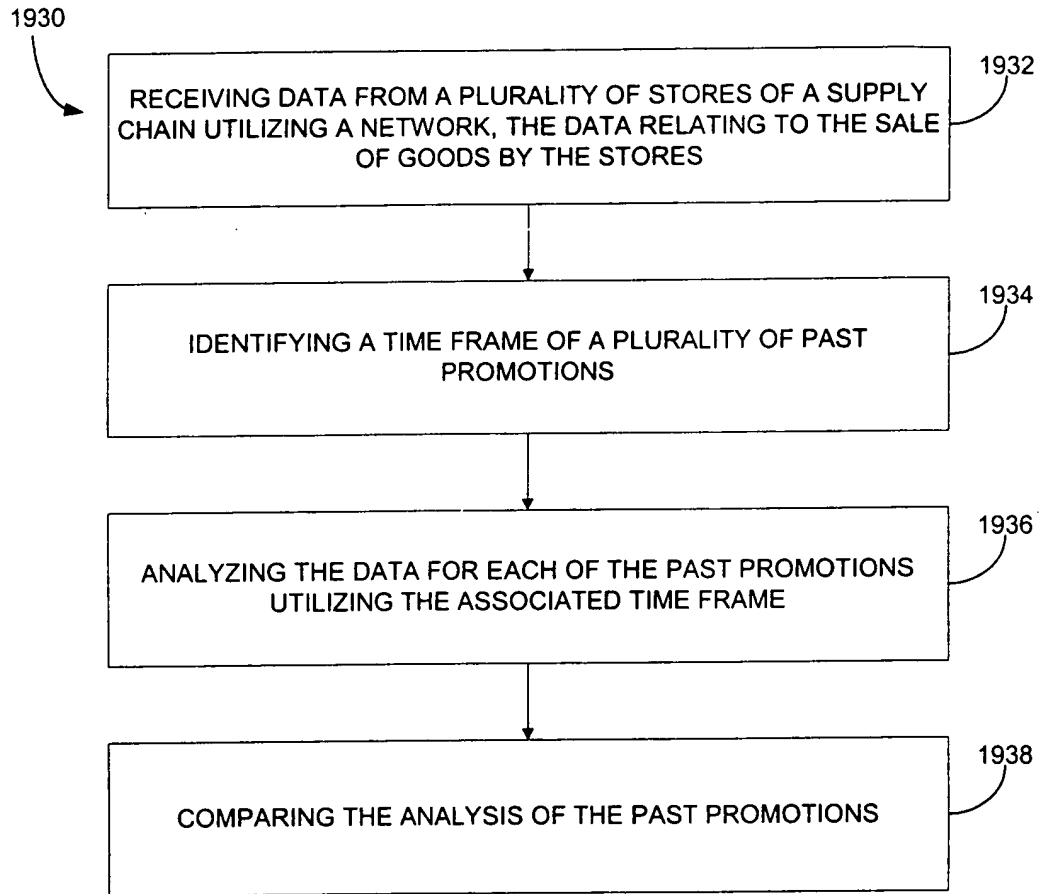 1930
1932
RECEIVING DATA FROM A PLURALITY OF STORES OF A SUPPLY
CHAIN UTILIZING A NETWORK, THE DATA RELATING TO THE SALE
OF GOODS BY THE STORES
1934
IDENTIFYING A TIME FRAME OF A PLURALITY OF PAST
PROMOTIONS
1936
ANALYZING THE DATA FOR EACH OF THE PAST PROMOTIONS
UTILIZING THE ASSOCIATED TIME FRAME
1938
COMPARING THE ANALYSIS OF THE PAST PROMOTIONS